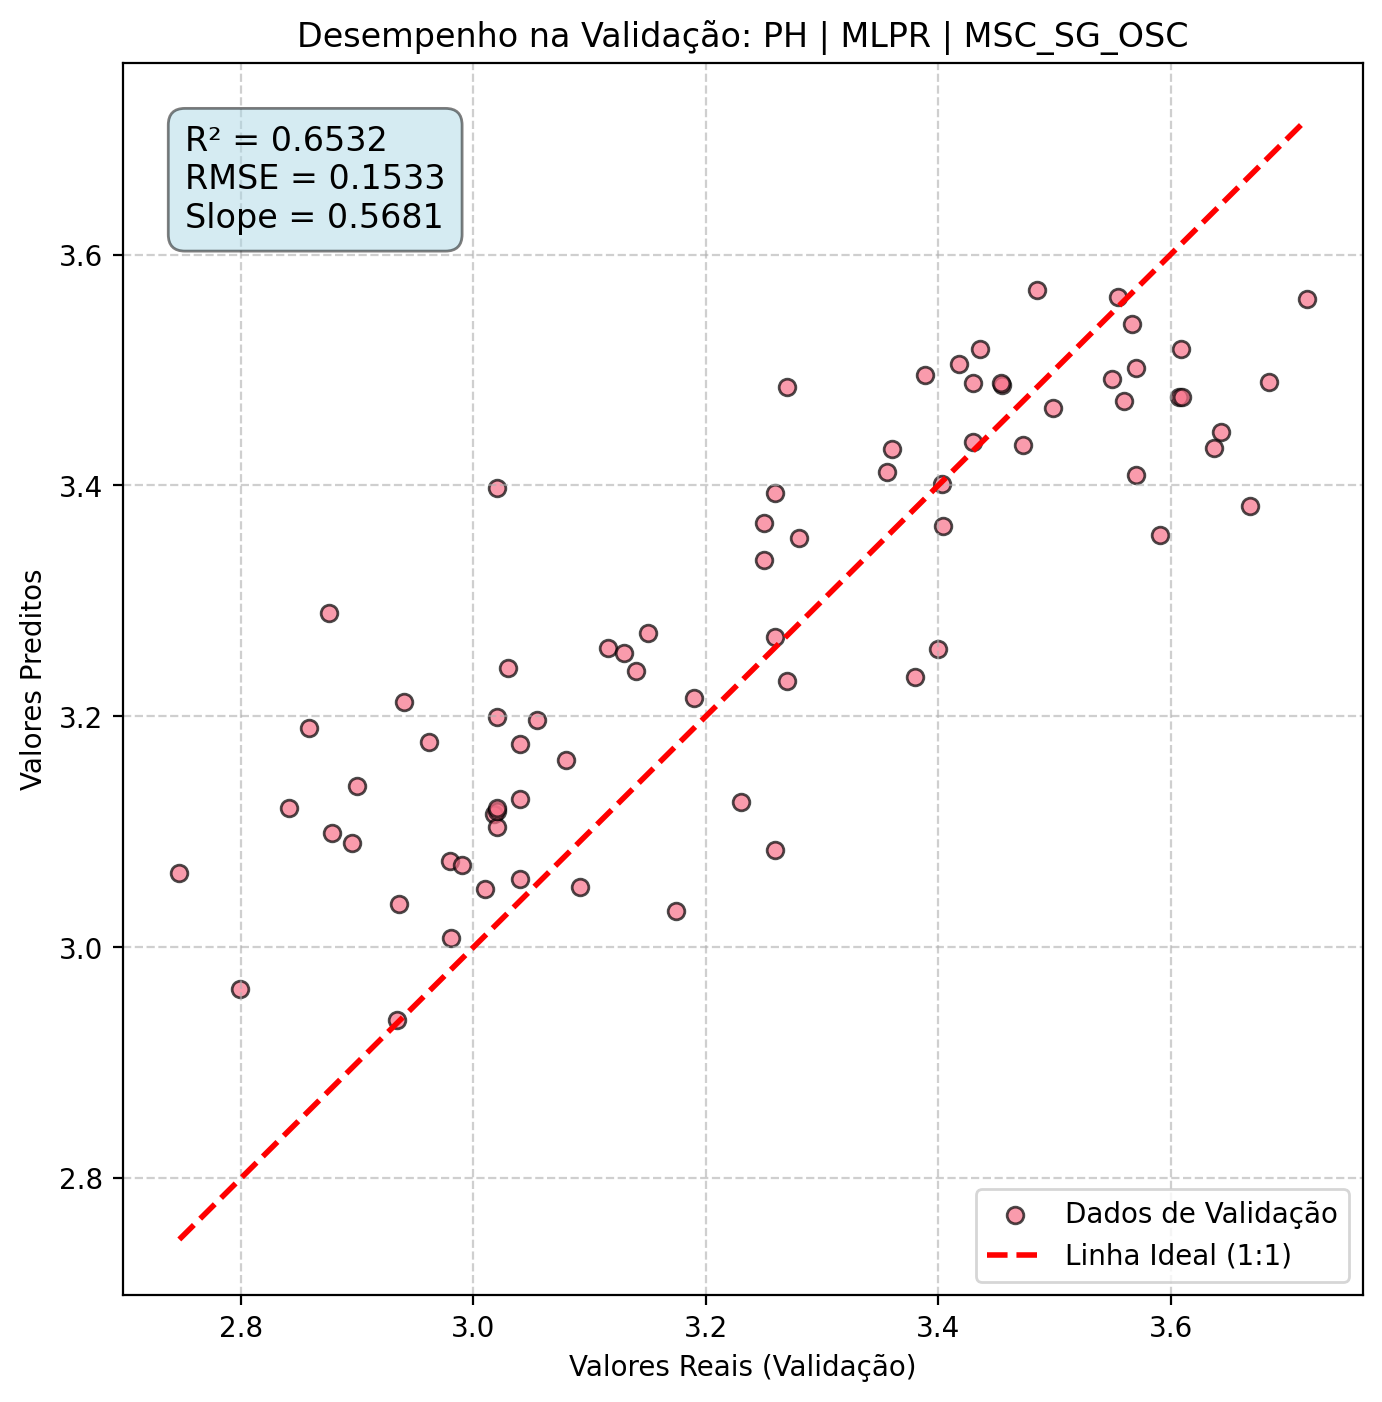 Desempenho na Validação: PH | MLPR | MSC_SG_OSC
R² = 0.6532
RMSE = 0.1533
Slope = 0.5681
3.6
3.4
3.2
3.0
2.8
Valores Preditos
Dados de Validação
Linha Ideal (1:1)
2.8 3.0 3.2 3.4 3.6
Valores Reais (Validação)